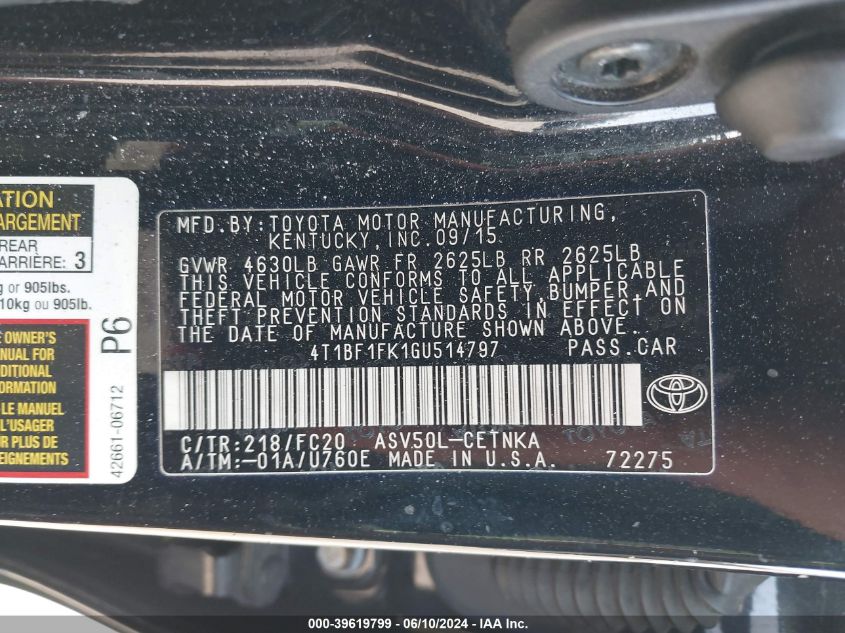 ATION
ARGEMENT
REAR
ARRIÈRE: 3
g or 905lbs.
10kg ou 905lb.
E OWNER'S
NUAL FOR
DITIONAL
RMATION
LE MANUEL
L'USAGER
UR PLUS DE
EIGNEMENTS
P6
42661-06712
MFD. BY: TOYOTA MOTOR MANUFACTURING,
KENTUCKY, INC. 09/15
GVWR 4630LB GAWR FR 2625LB RR 2625LB
THIS VEHICLE CONFORMS TO ALL APPLICABLE
FEDERAL MOTOR VEHICLE SAFETY, BUMPER, AND
THEFT PREVENTION STANDARDS IN EFFECT ON
THE DATE OF MANUFACTURE SHOWN ABOVE.
4T1BF1FK1GU514797 PASS. CAR
C/TR: 218/FC20 ASV50L-CETNKA
A/TM: -01A/U760E MADE IN U.S.A. 72275
000-39619799 - 06/10/2024 - IAA Inc.